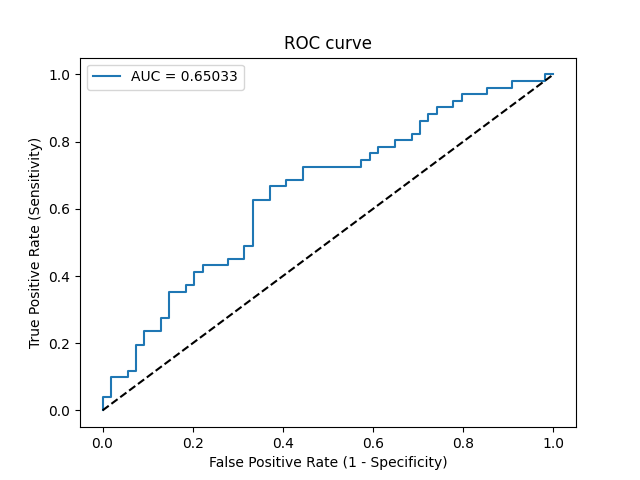 ROC curve
AUC = 0.65033
True Positive Rate (Sensitivity)
1.0
0.8
0.6
0.4
0.2
0.0
0.0 0.2 0.4 0.6 0.8 1.0
False Positive Rate (1 - Specificity)